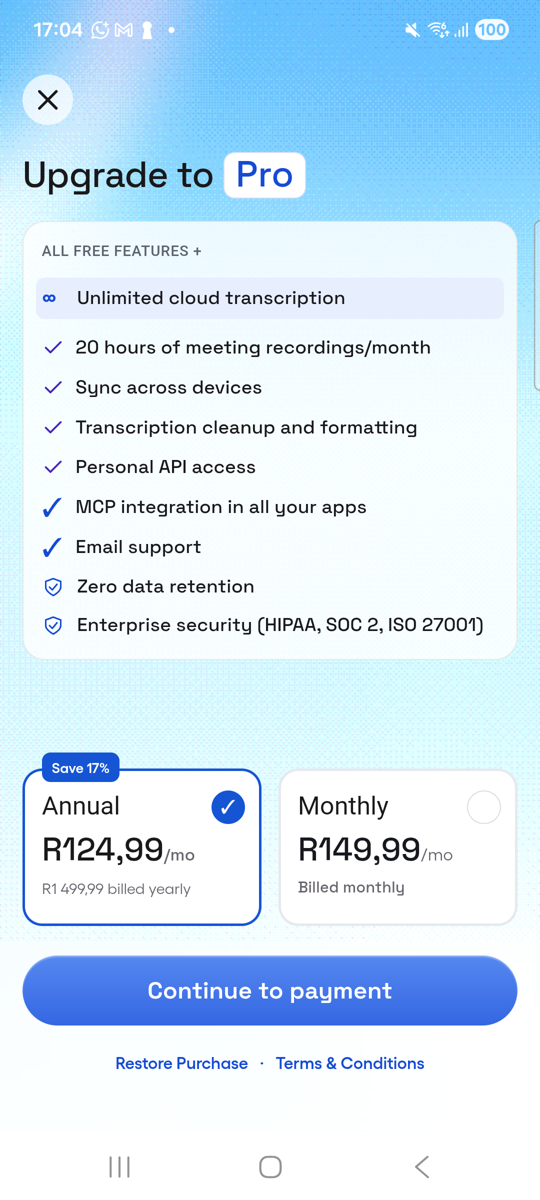 17:04
100
Upgrade to Pro
ALL FREE FEATURES +
∞ Unlimited cloud transcription
✓ 20 hours of meeting recordings/month
✓ Sync across devices
✓ Transcription cleanup and formatting
✓ Personal API access
✓ MCP integration in all your apps
✓ Email support
Zero data retention
Enterprise security (HIPAA, SOC 2, ISO 27001)
Save 17%
Annual
R124,99/mo
R1 499,99 billed yearly
Monthly
R149,99/mo
Billed monthly
Continue to payment
Restore Purchase · Terms & Conditions